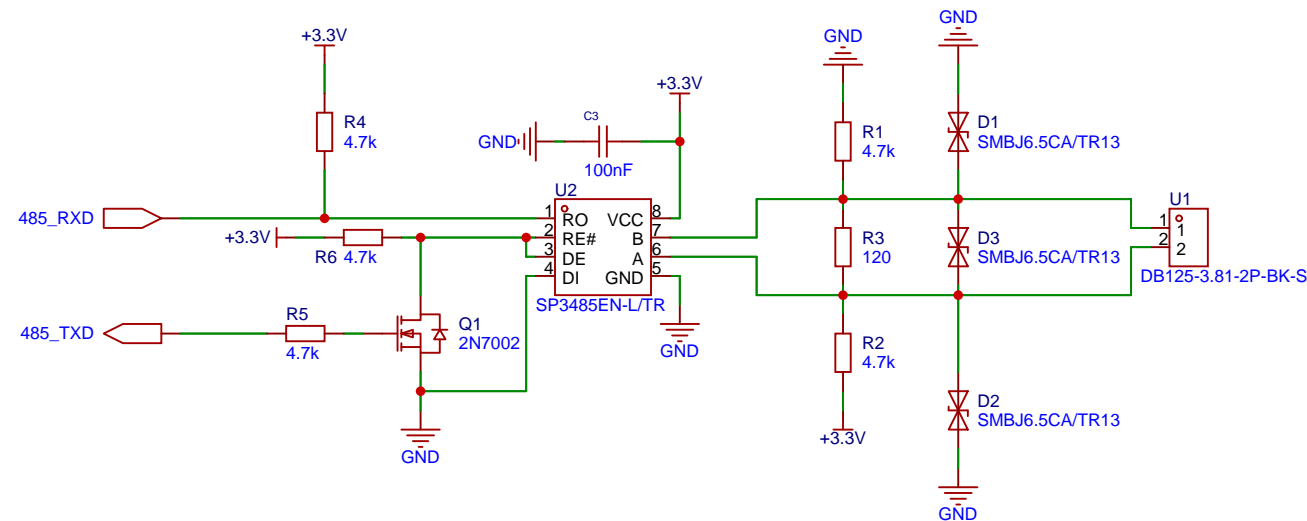 GND
GND
+3.3V
+3.3V
C3
GND
100nF
R4
4.7k
R1
4.7k
D1
SMBJ6.5CA/TR13
U2
485_RXD
1
RO
VCC
8
+3.3V
2
RE#
B
7
R6
4.7k
3
DE
A
6
4
DI
GND
5
SP3485EN-L/TR
R3
120
D3
SMBJ6.5CA/TR13
U1
1
1
2
2
DB125-3.81-2P-BK-S
485_TXD
R5
4.7k
Q1
2N7002
GND
R2
4.7k
+3.3V
D2
SMBJ6.5CA/TR13
GND
GND